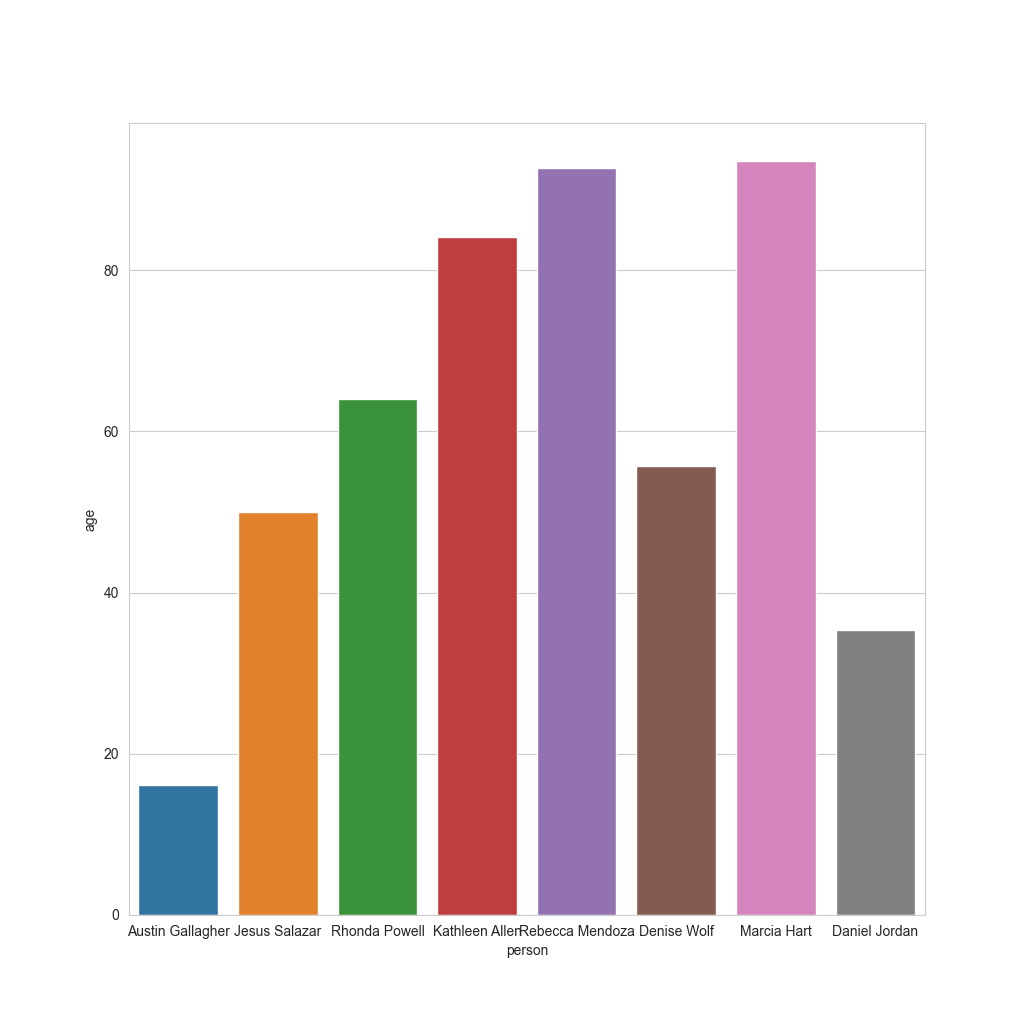 80
60
40
20
0
age
Austin Gallagher Jesus Salazar Rhonda Powell Kathleen Allen Rebecca Mendoza Denise Wolf Marcia Hart Daniel Jordan
person